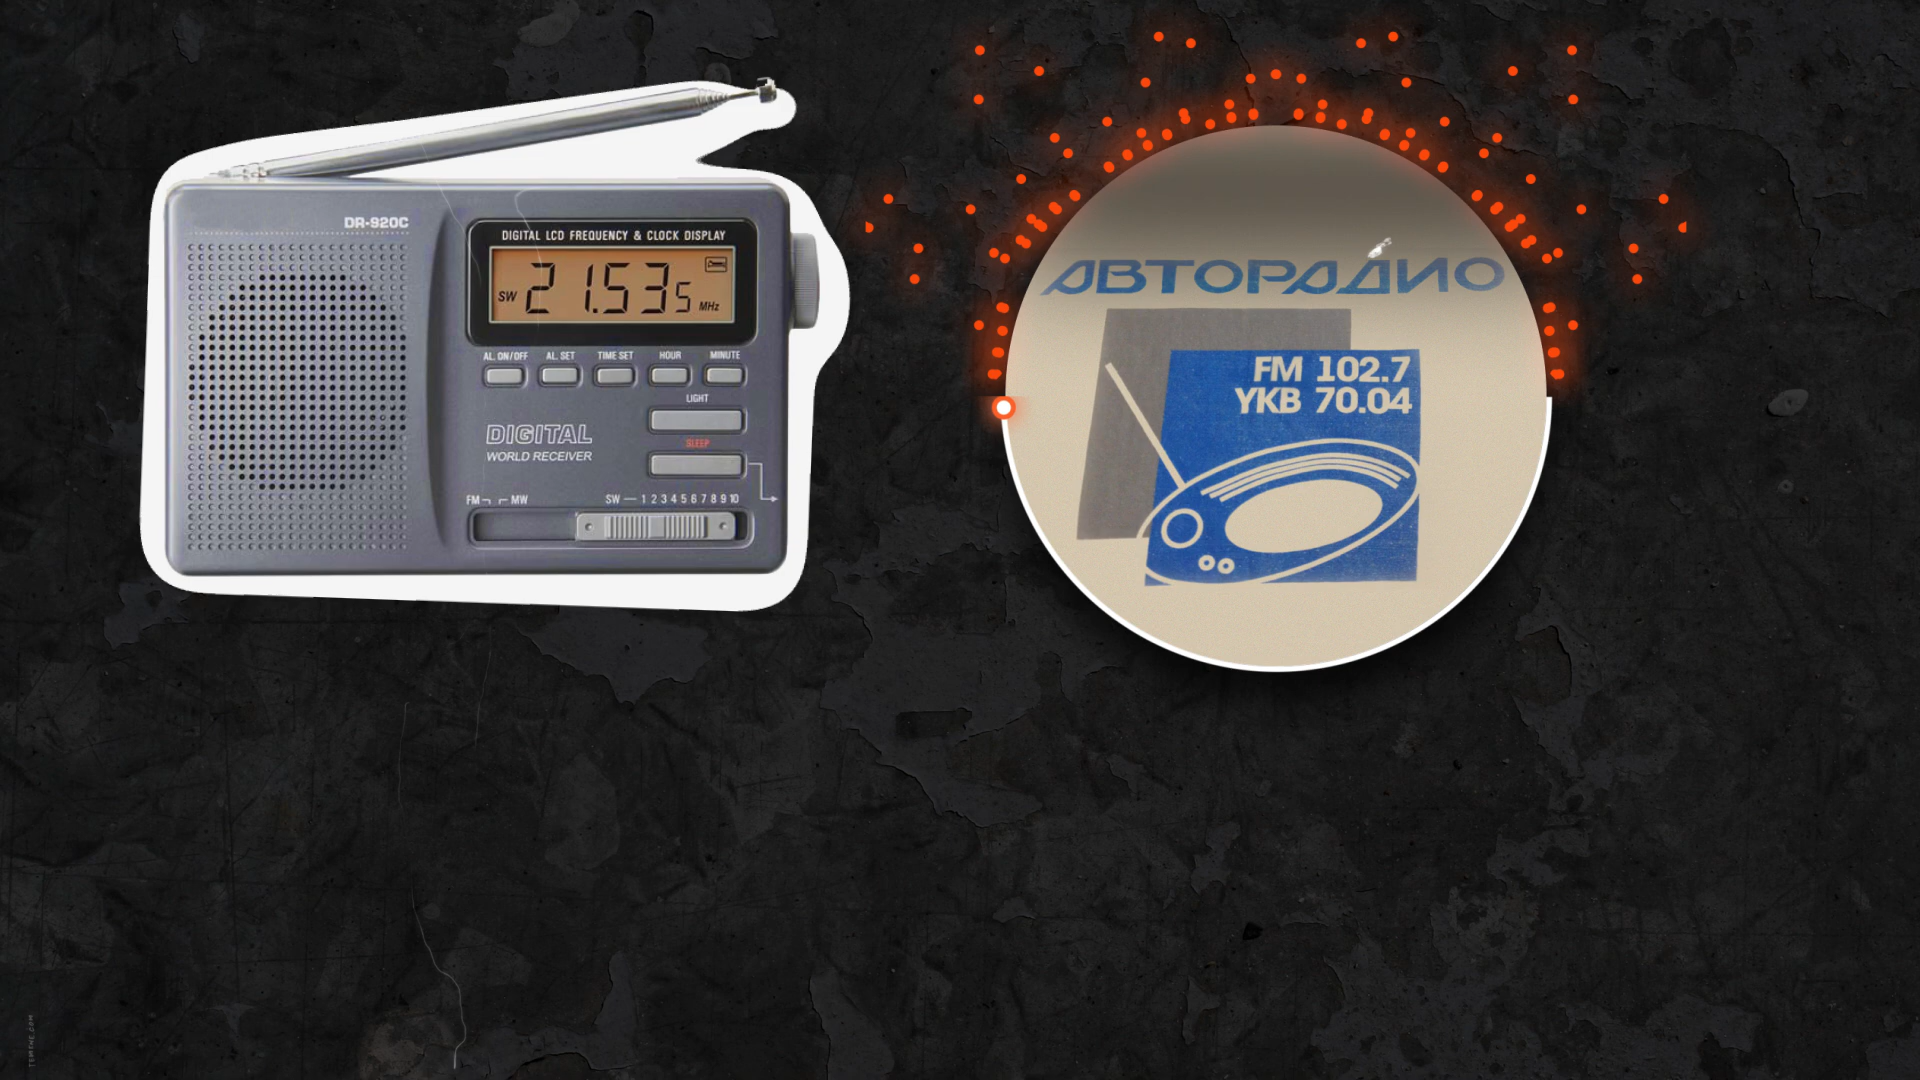 DR-920C
DIGITAL LCD FREQUENCY & CLOCK DISPLAY
SW 21.535 MHz
AL. ON/OFF AL. SET TIME SET HOUR MINUTE
LIGHT
SLEEP
DIGITAL
WORLD RECEIVER
FM MW SW 1 2 3 4 5 6 7 8 9 10
АВТОРАДИО
FM 102.7
УКВ 70.04